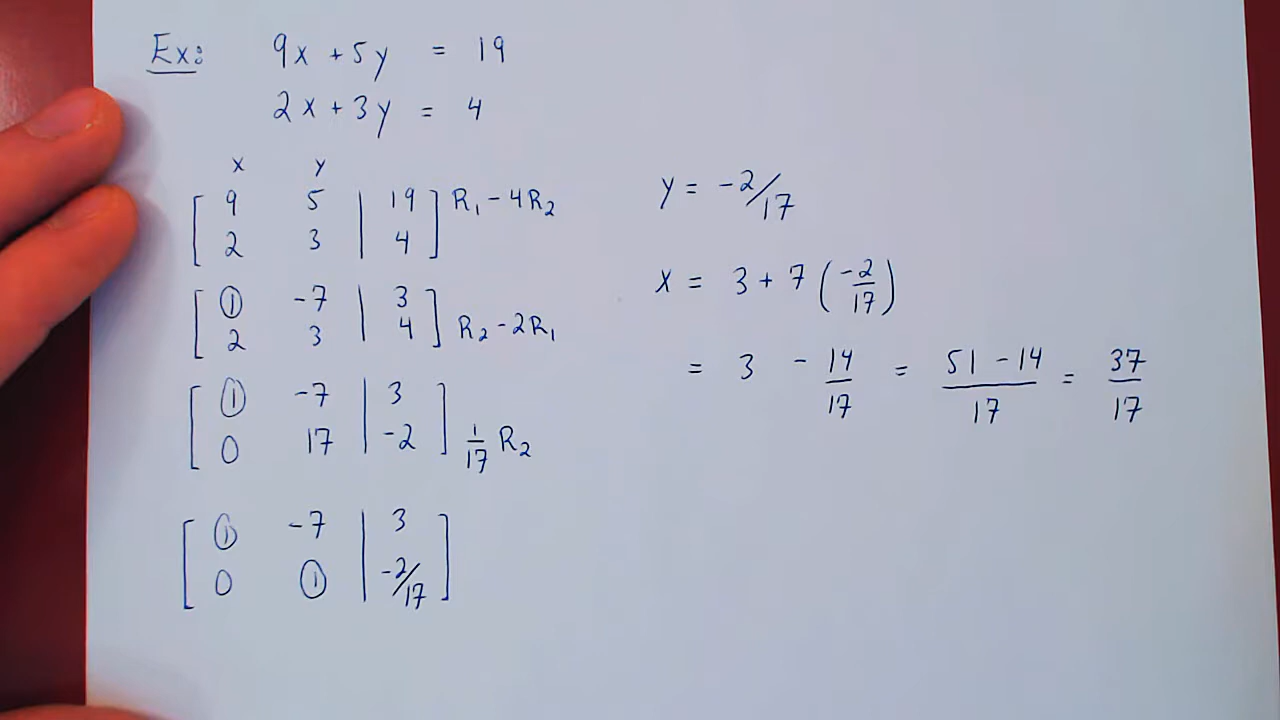 Ex: 9x + 5y = 19
2x + 3y = 4
x y
[ 9 5 | 19 ] R₁ - 4R₂
[ 2 3 | 4 ]
[ 1 -7 | 3 ]
[ 2 3 | 4 ] R₂ - 2R₁
[ 1 -7 | 3 ]
[ 0 17 | -2 ] 1/17 R₂
[ 1 -7 | 3 ]
[ 0 1 | -2/17 ]
y = -2/17
x = 3 + 7 (-2/17)
= 3 - 14/17 = 51 - 14/17 = 37/17